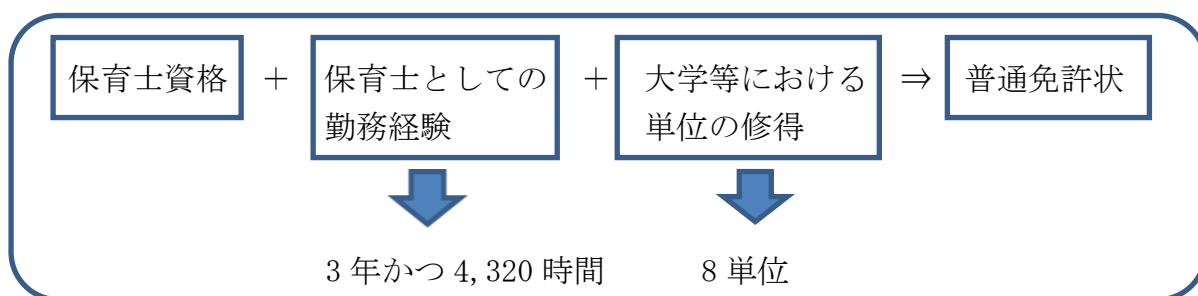 保育士資格 + 保育士としての勤務経験 + 大学等における単位の修得 ⇒ 普通免許状
3年かつ4,320時間 8単位